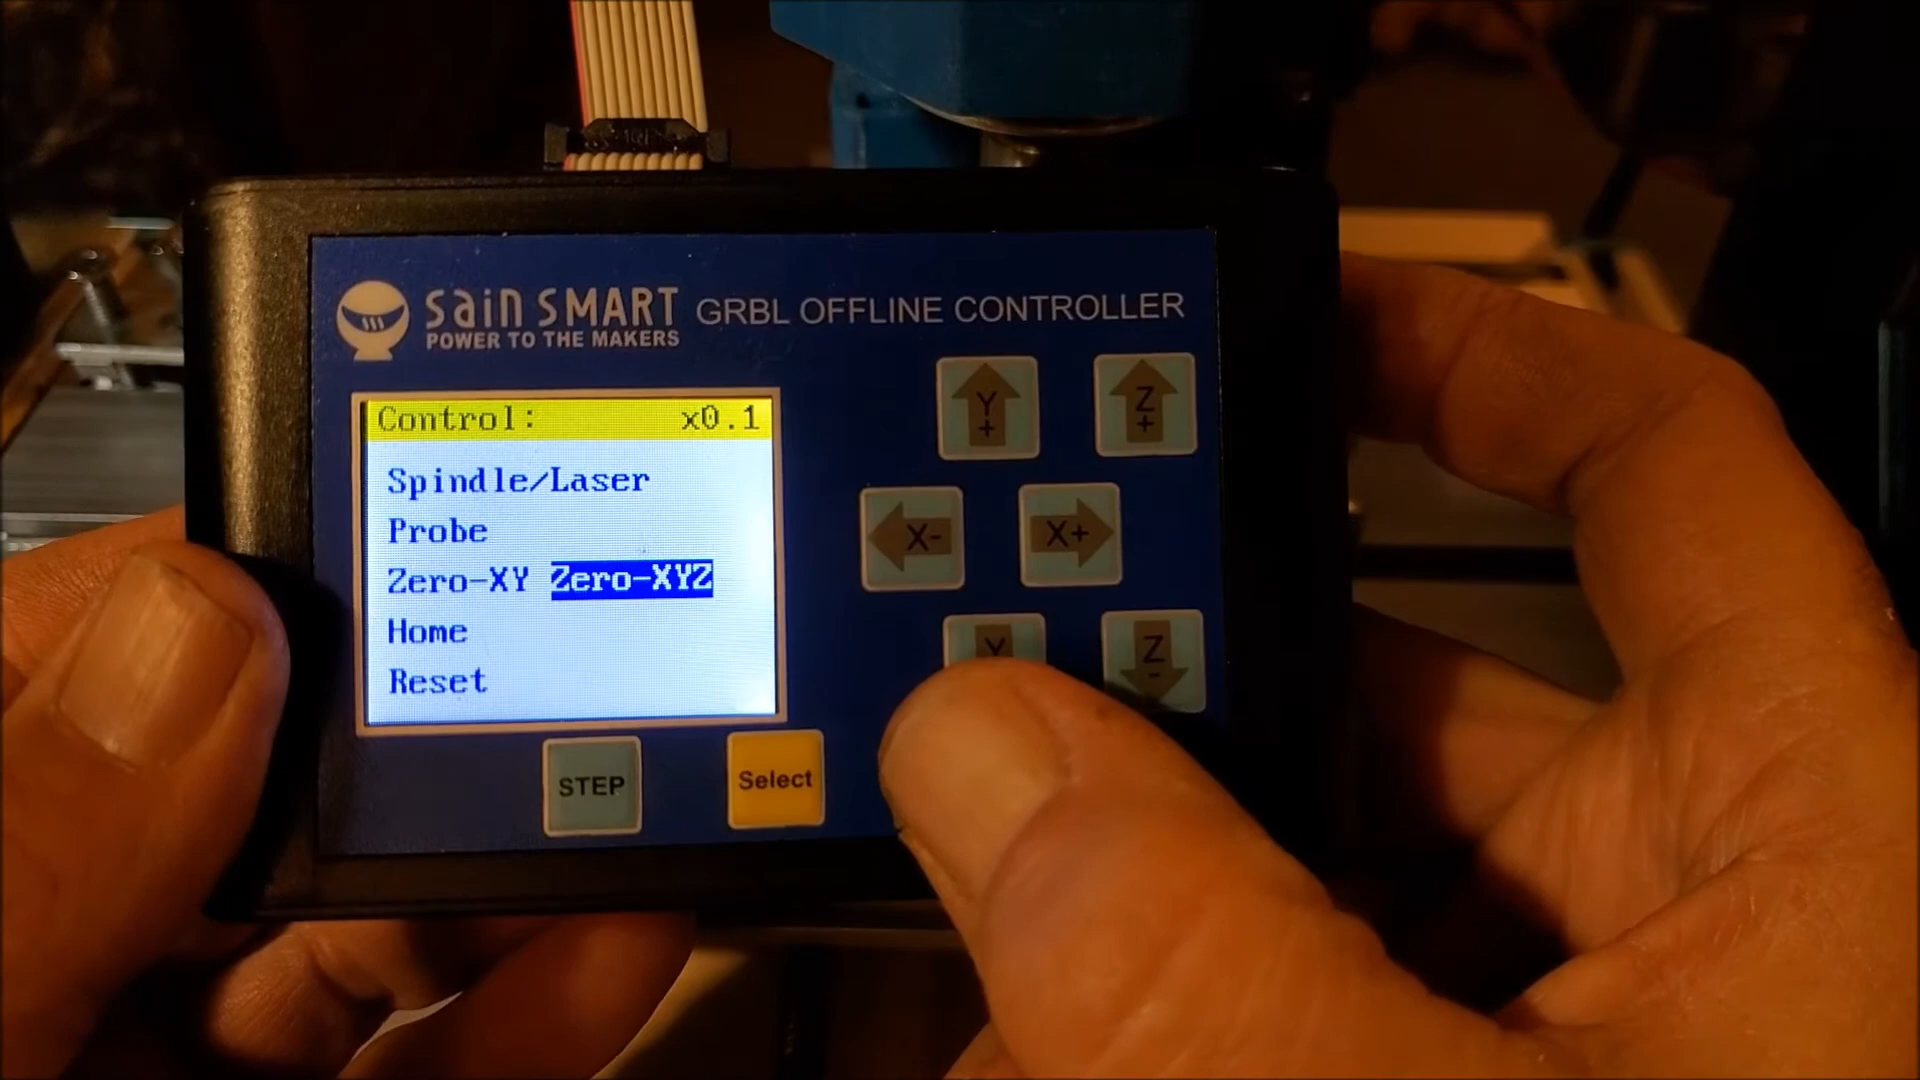 sain SMART GRBL OFFLINE CONTROLLER
POWER TO THE MAKERS
Control: x0.1
Spindle/Laser
Probe
Zero-XY Zero-XYZ
Home
Reset
Y+
Z+
X-
X+
Y
Z-
STEP
Select